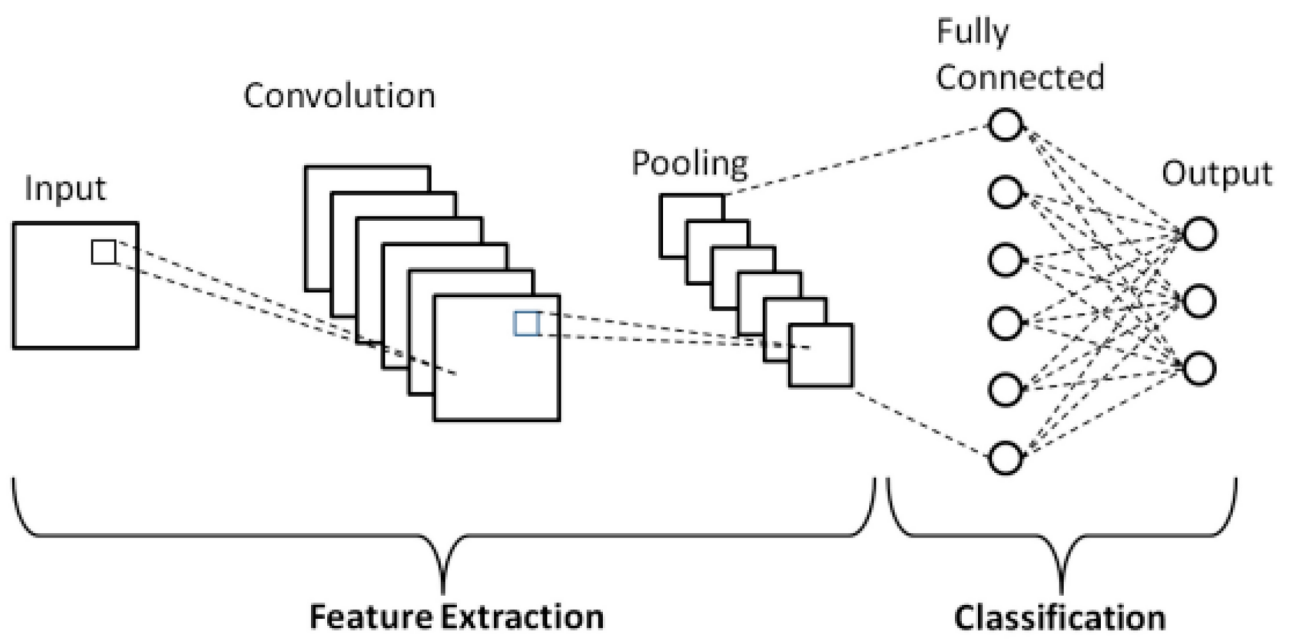 Fully
Connected
Convolution
Pooling
Input
Output
Feature Extraction
Classification